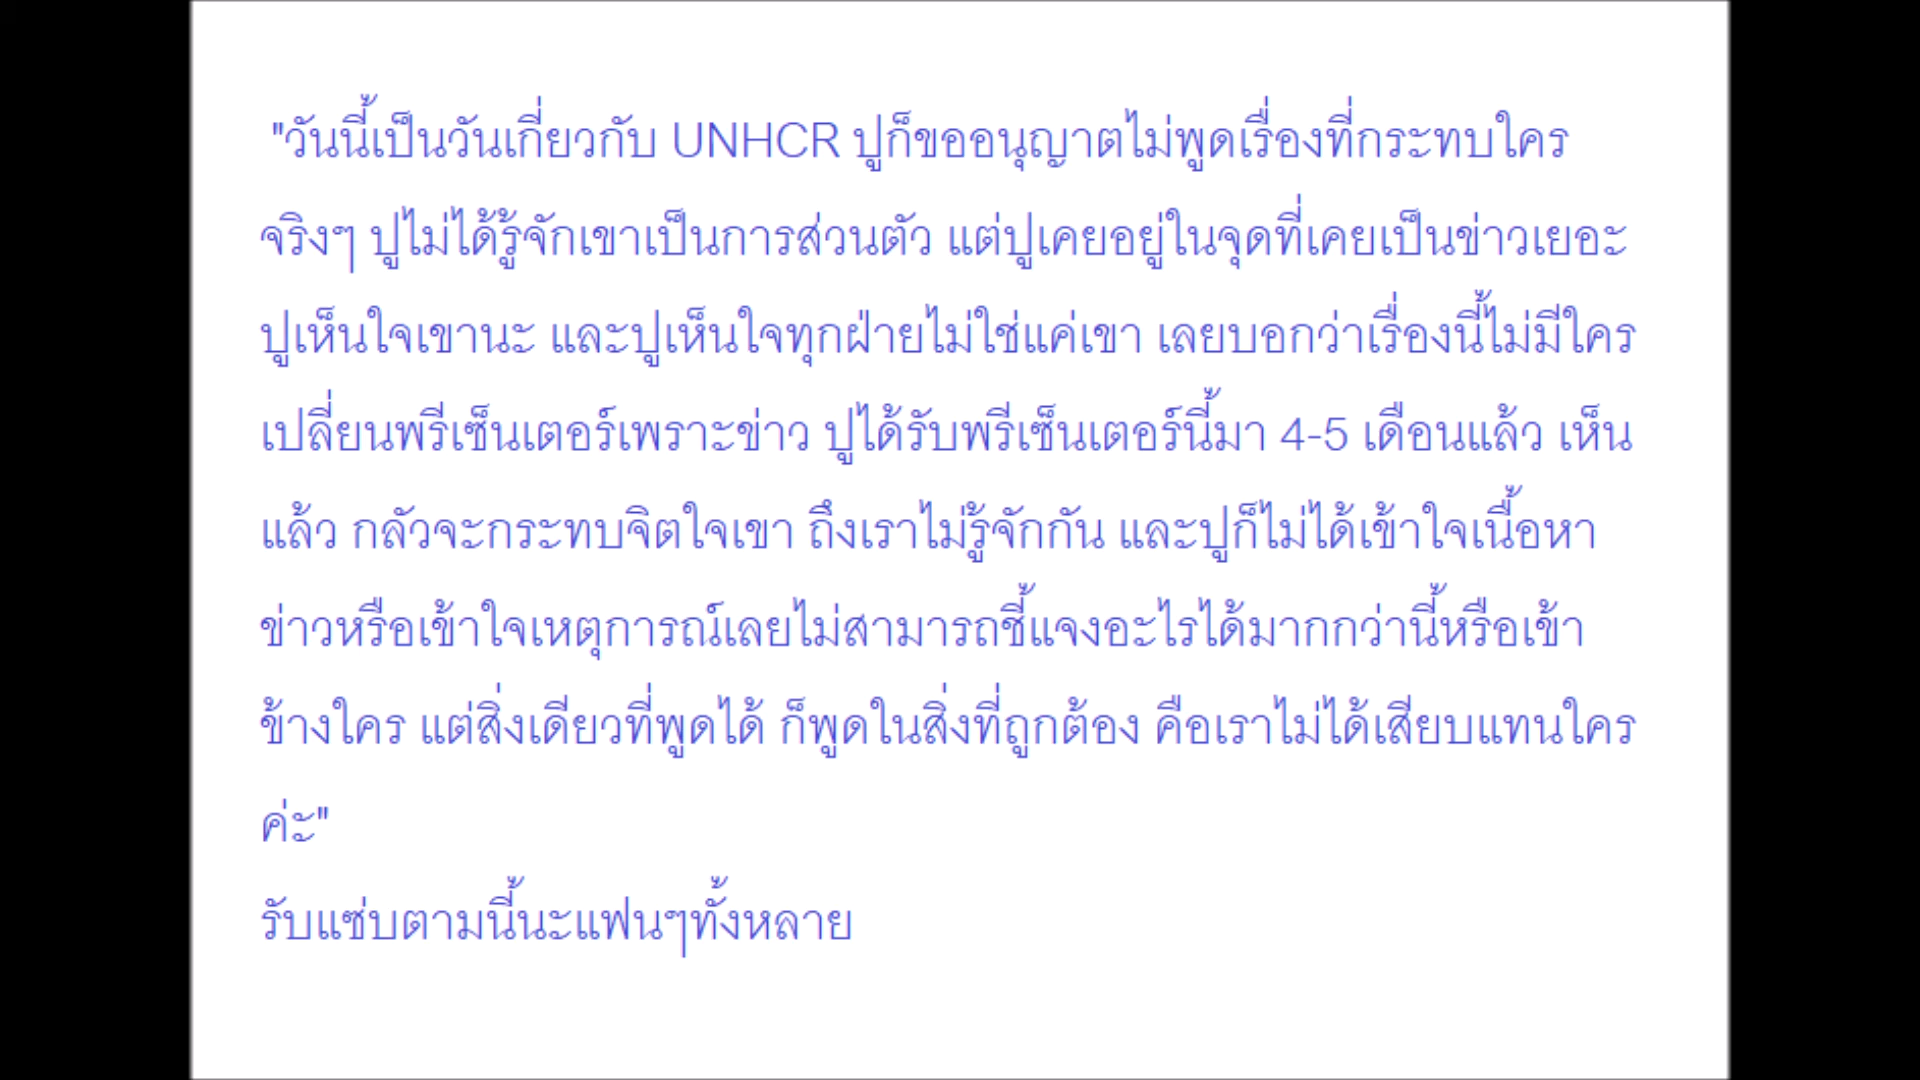 "วันนี้เป็นวันเกี่ยวกับ UNHCR ปูก็ขออนุญาตไม่พูดเรื่องที่กระทบใคร
จริงๆ ปูไม่ได้รู้จักเขาเป็นการส่วนตัว แต่ปูเคยอยู่ในจุดที่เคยเป็นข่าวเยอะ
ปูเห็นใจเขานะ และปูเห็นใจทุกฝ่ายไม่ใช่แค่เขา เลยบอกว่าเรื่องนี้ไม่มีใคร
เปลี่ยนพรีเซ็นเตอร์เพราะข่าว ปูได้รับพรีเซ็นเตอร์นี้มา 4-5 เดือนแล้ว เห็น
แล้ว กลัวจะกระทบจิตใจเขา ถึงเราไม่รู้จักกัน และปูก็ไม่ได้เข้าใจเนื้อหา
ข่าวหรือเข้าใจเหตุการณ์เลยไม่สามารถชี้แจงอะไรได้มากกว่านี้หรือเข้า
ข้างใคร แต่สิ่งเดียวที่พูดได้ ก็พูดในสิ่งที่ถูกต้อง คือเราไม่ได้เสียบแทนใคร
ค่ะ"
รับแซ่บตามนี้นะแฟนๆทั้งหลาย